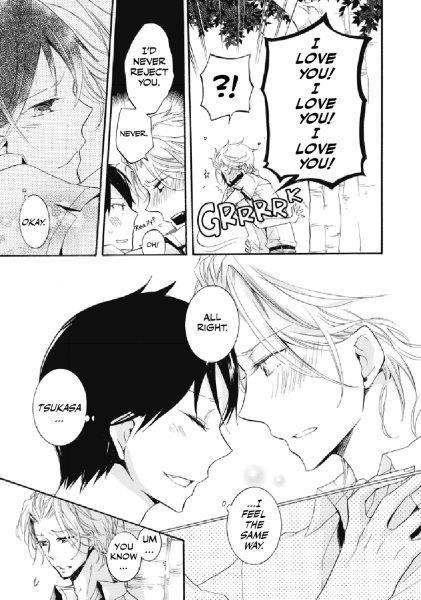 I
LOVE
YOU!
I
LOVE
YOU!
I
LOVE
YOU!
?!
GRRRRK
I'D
NEVER
REJECT
YOU.
NEVER.
Really?
OH!
OKAY.
ALL
RIGHT.
TSUKASA
...
...I
FEEL
THE
SAME
WAY.
UM
...
YOU
KNOW
...